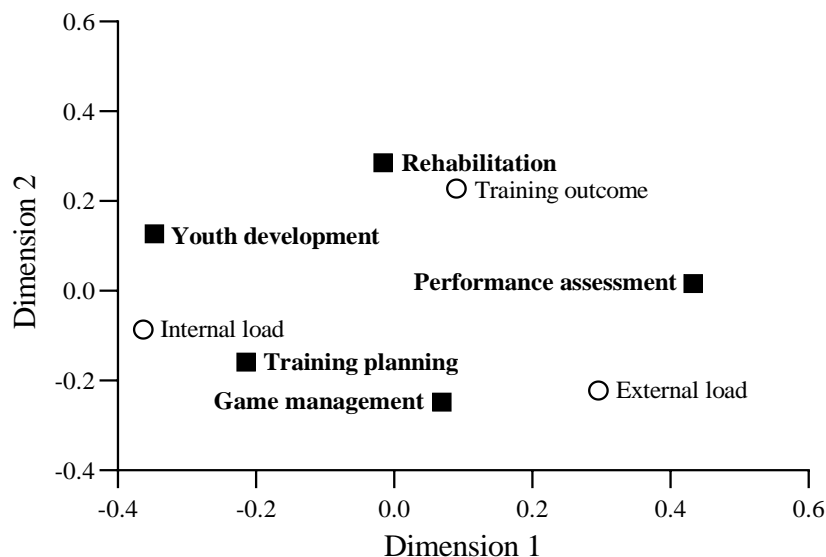 0.6
0.4
0.2
0.0
-0.2
-0.4
Dimension 2
Rehabilitation
Training outcome
Youth development
Performance assessment
Internal load
Training planning
Game management
External load
-0.4 -0.2 0.0 0.2 0.4 0.6
Dimension 1